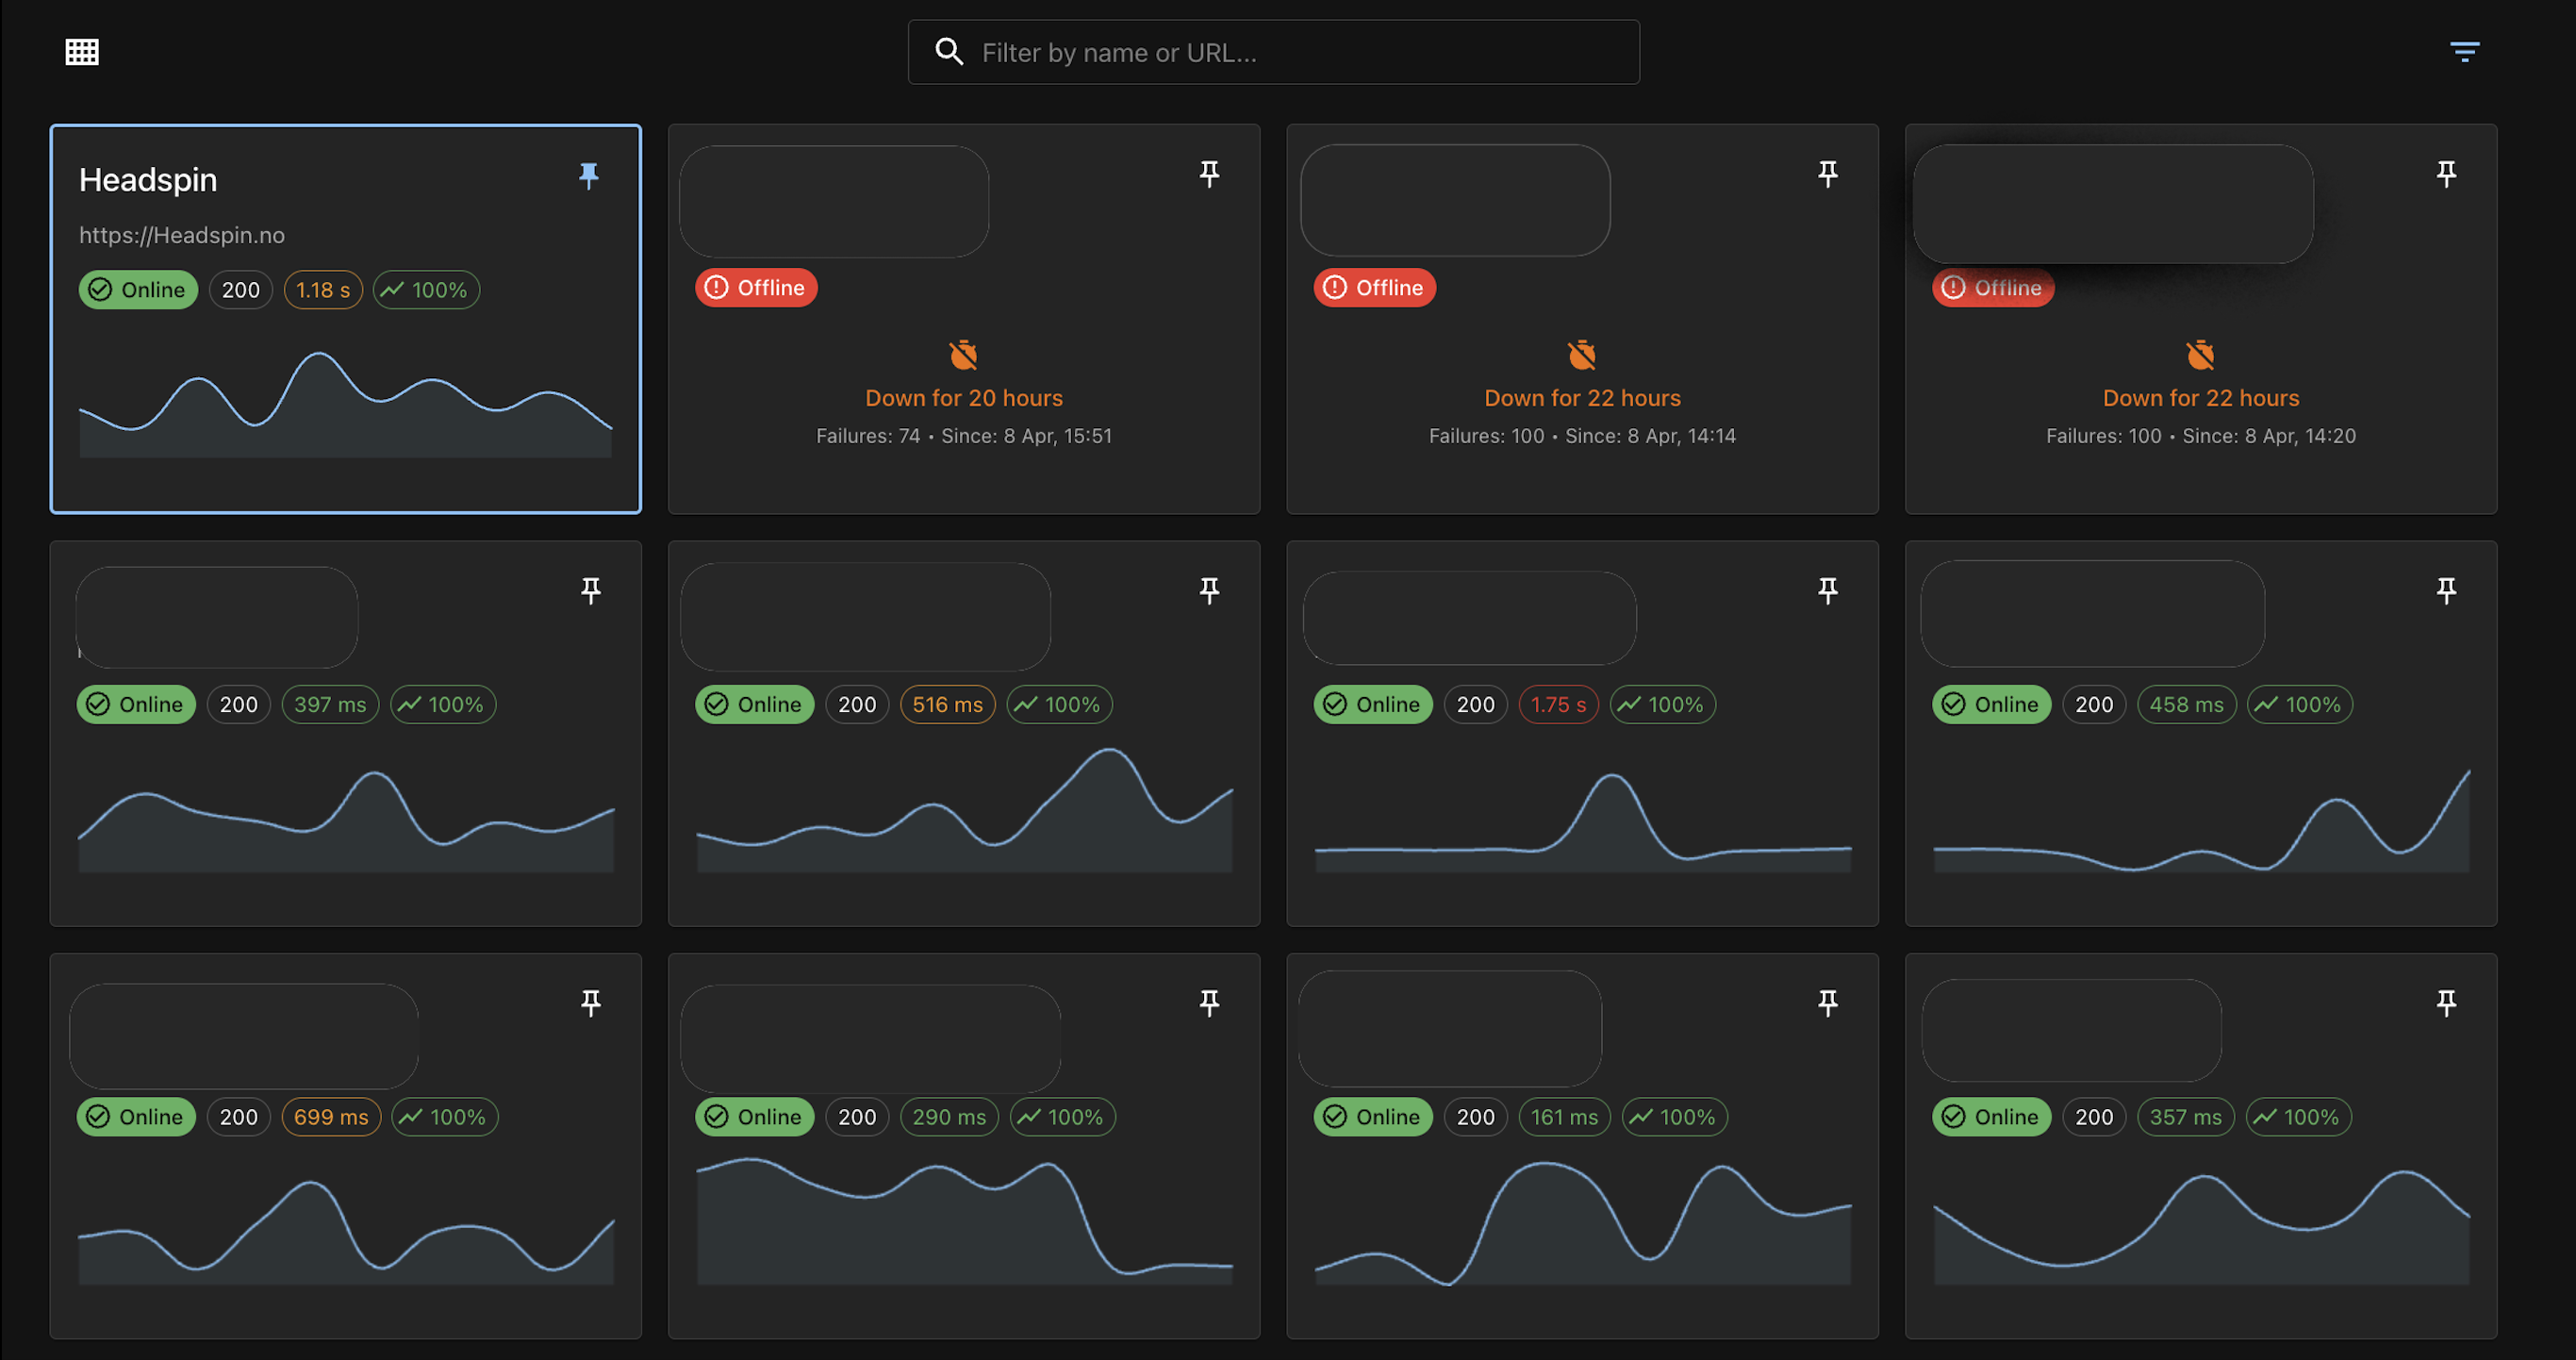 Filter by name or URL...
Headspin
https://Headspin.no
Online 200 1.18 s 100%
Offline
Down for 20 hours
Failures: 74 • Since: 8 Apr, 15:51
Offline
Down for 22 hours
Failures: 100 • Since: 8 Apr, 14:14
Offline
Down for 22 hours
Failures: 100 • Since: 8 Apr, 14:20
Online 200 397 ms 100%
Online 200 516 ms 100%
Online 200 1.75 s 100%
Online 200 458 ms 100%
Online 200 699 ms 100%
Online 200 290 ms 100%
Online 200 161 ms 100%
Online 200 357 ms 100%